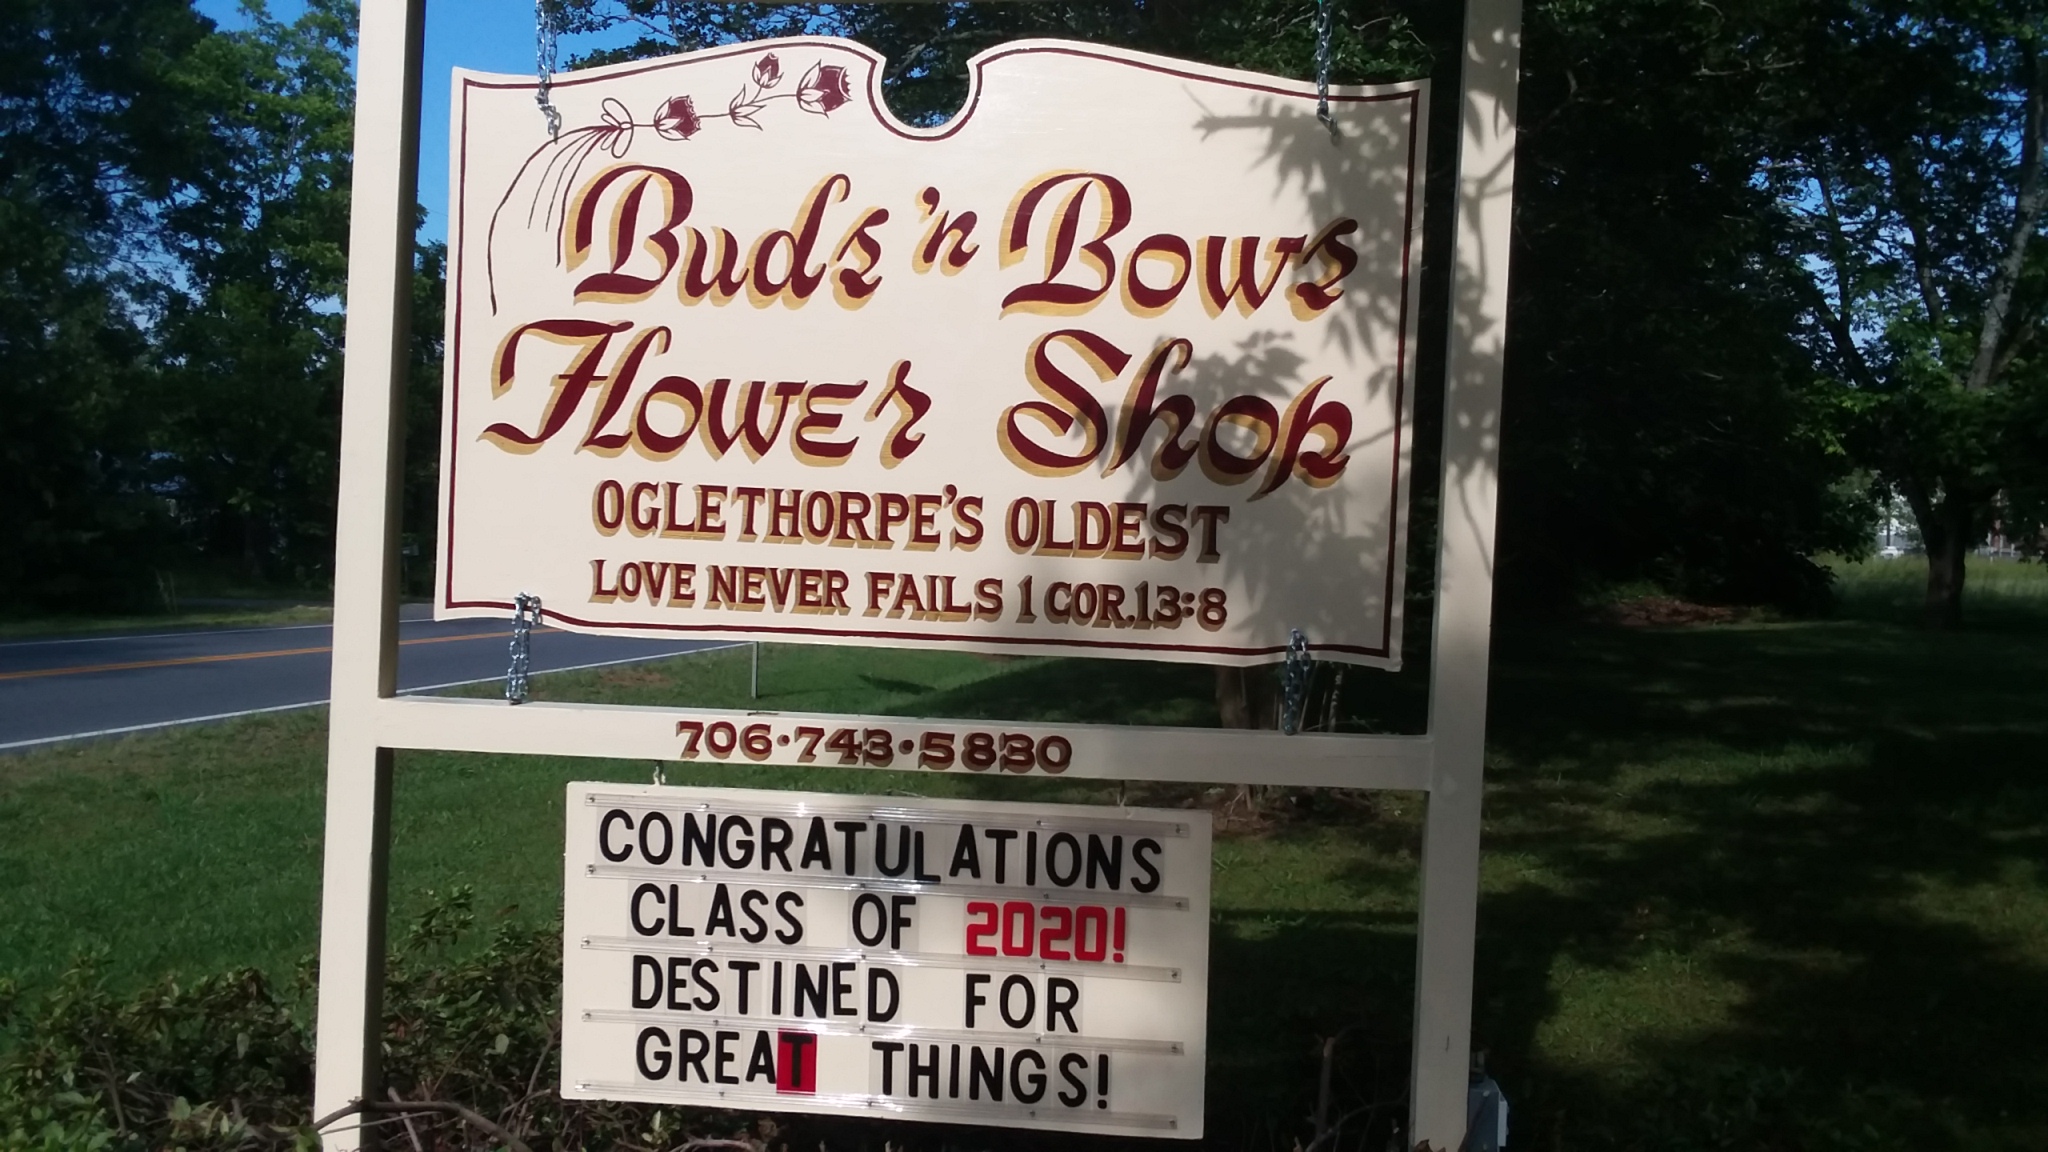 Buds 'n Bows
Flower Shop
OGLETHORPE'S OLDEST
LOVE NEVER FAILS 1 COR.13:8
706·743·5830
CONGRATULATIONS
CLASS OF 2020!
DESTINED FOR
GREAT THINGS!